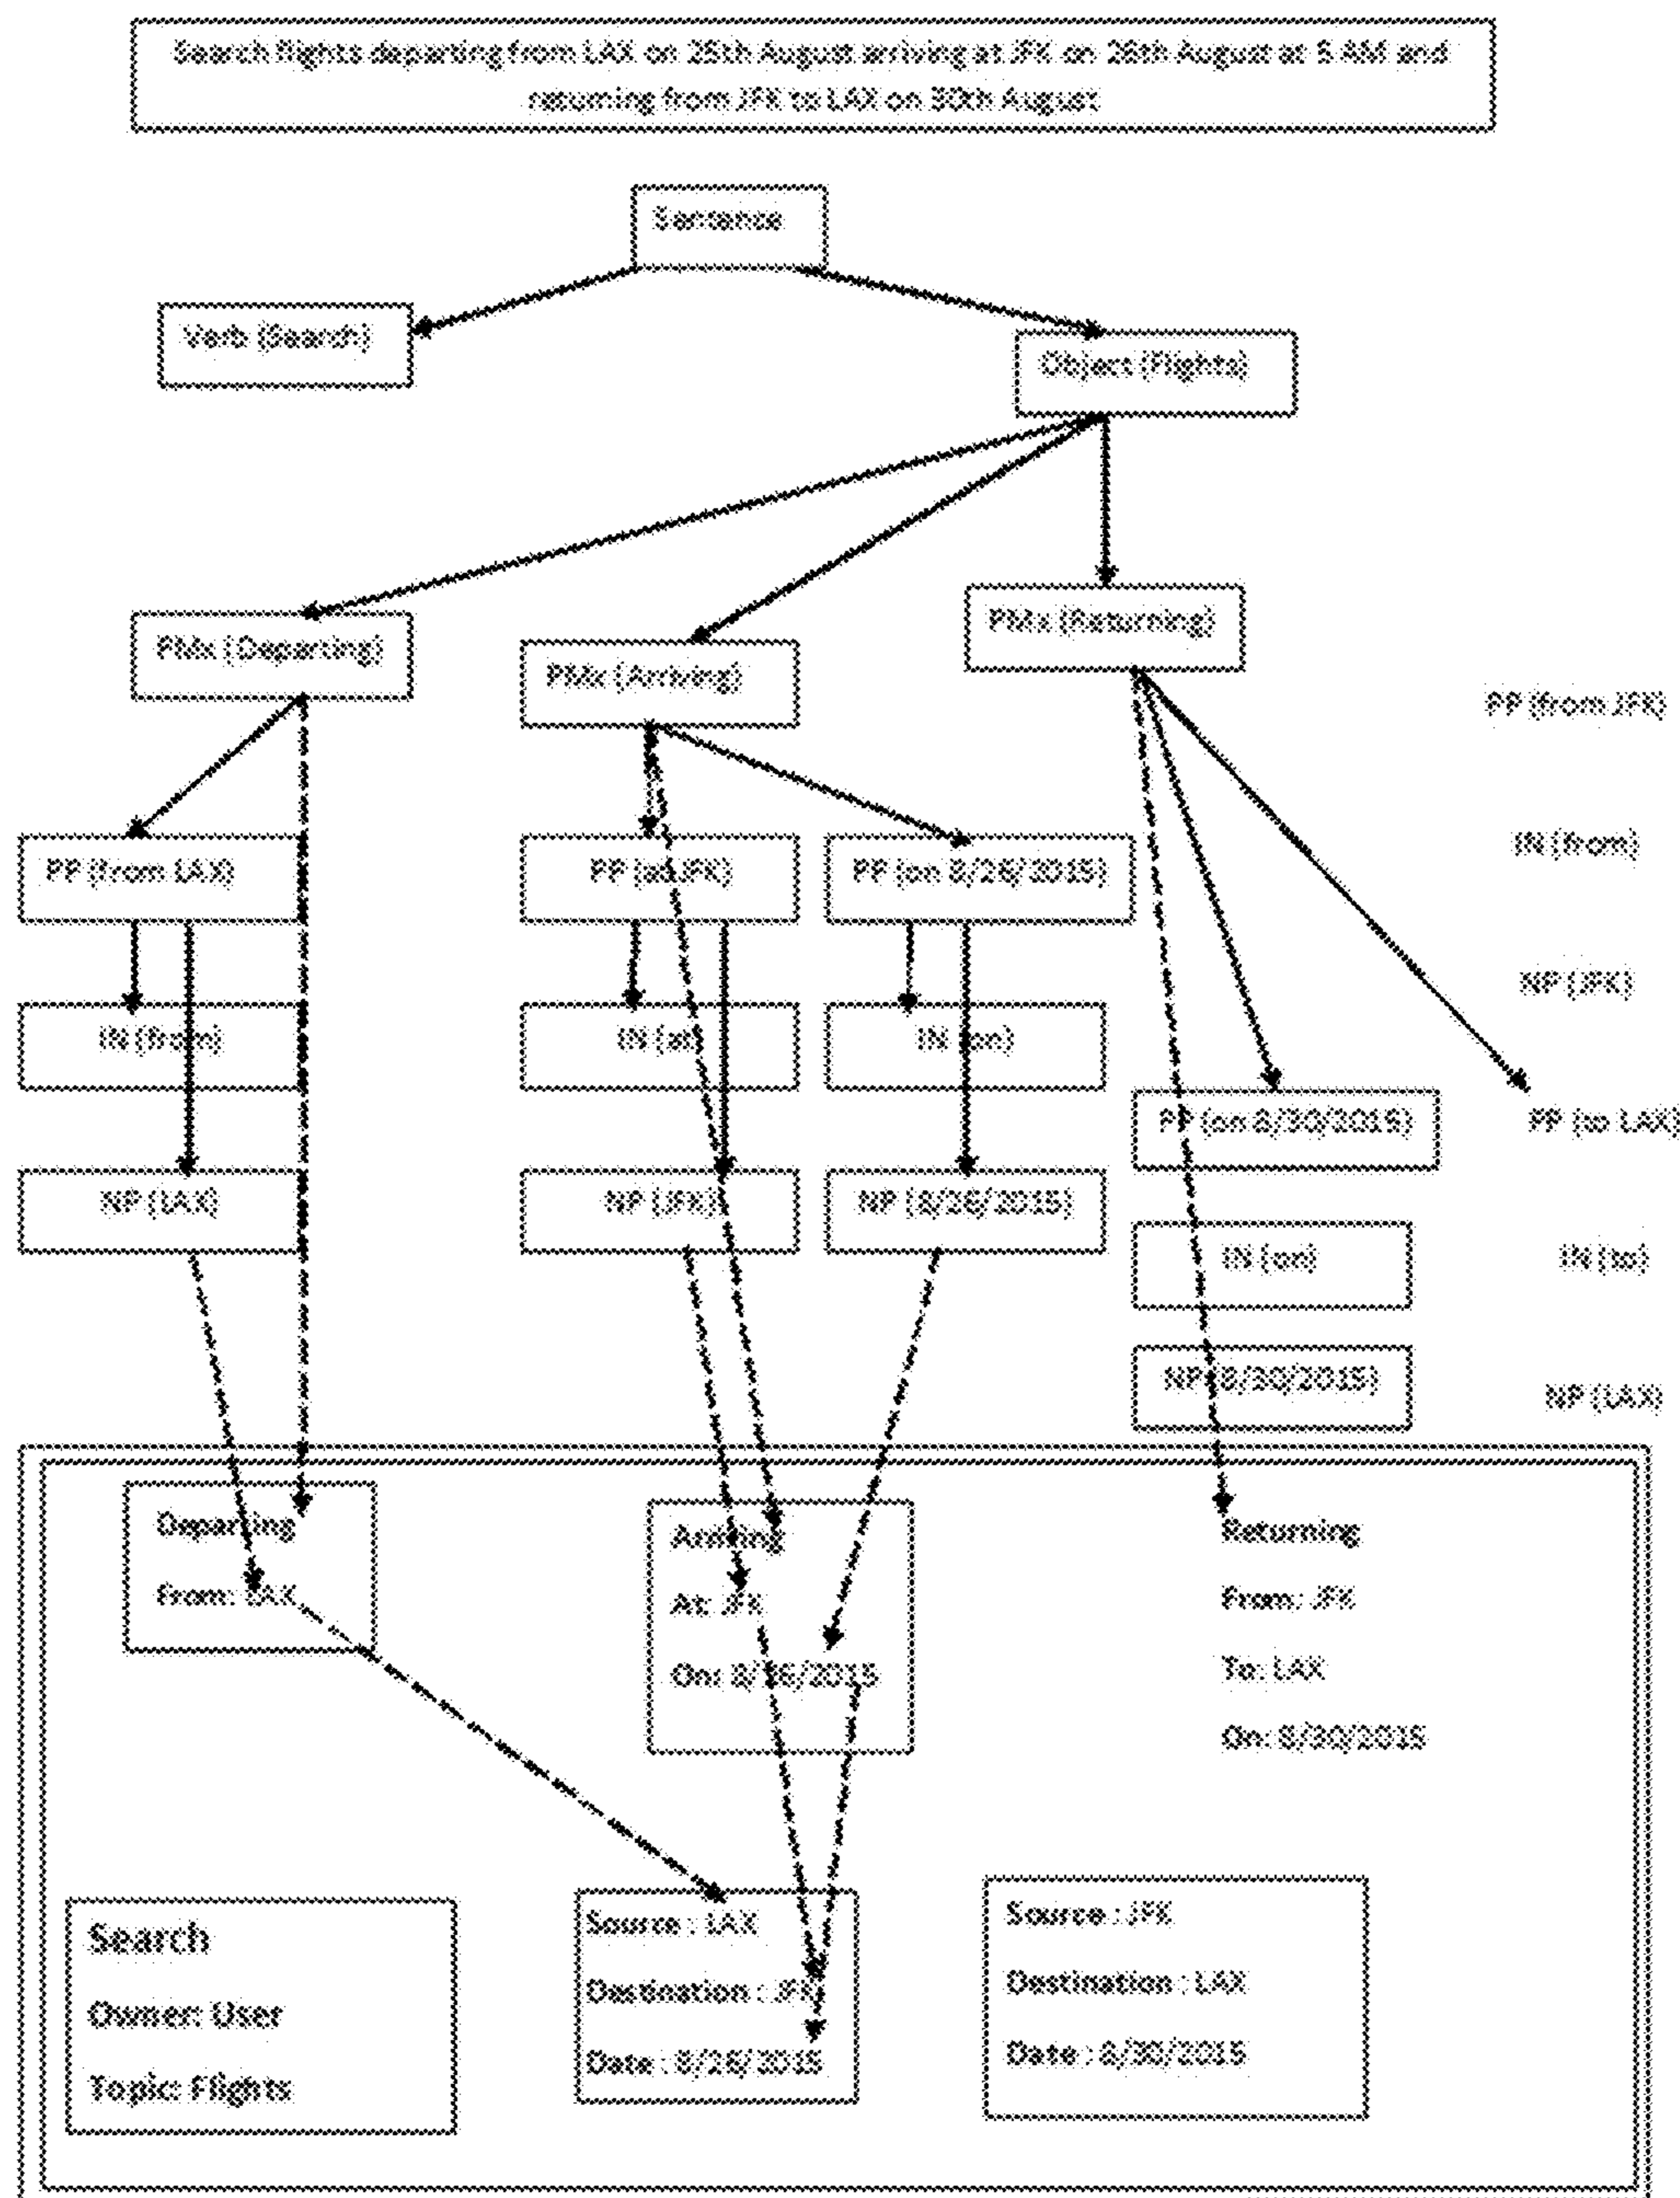 Search flights departing from LAX on 25th August arriving at JFK on 26th August at 5 AM and
returning from JFK to LAX on 30th August
Sentence
Verb (Search)
Object (Flights)
PMx (Departing)
PMx (Arriving)
PMx (Returning)
PP (from JFK)
IN (from)
NP (JFK)
PP (from LAX)
PP (at JFK)
PP (on 8/26/2015)
IN (from)
IN (at)
IN (on)
PP (on 8/30/2015)
PP (to LAX)
NP (LAX)
NP (JFK)
NP (8/26/2015)
IN (on)
IN (to)
NP (8/30/2015)
NP (LAX)
Departing
From: LAX
Arriving
At: JFK
On: 8/26/2015
Returning
From: JFK
To: LAX
On: 8/30/2015
Search
Owner: User
Topic: Flights
Source : LAX
Destination : JFK
Date : 8/26/2015
Source : JFK
Destination : LAX
Date : 8/30/2015